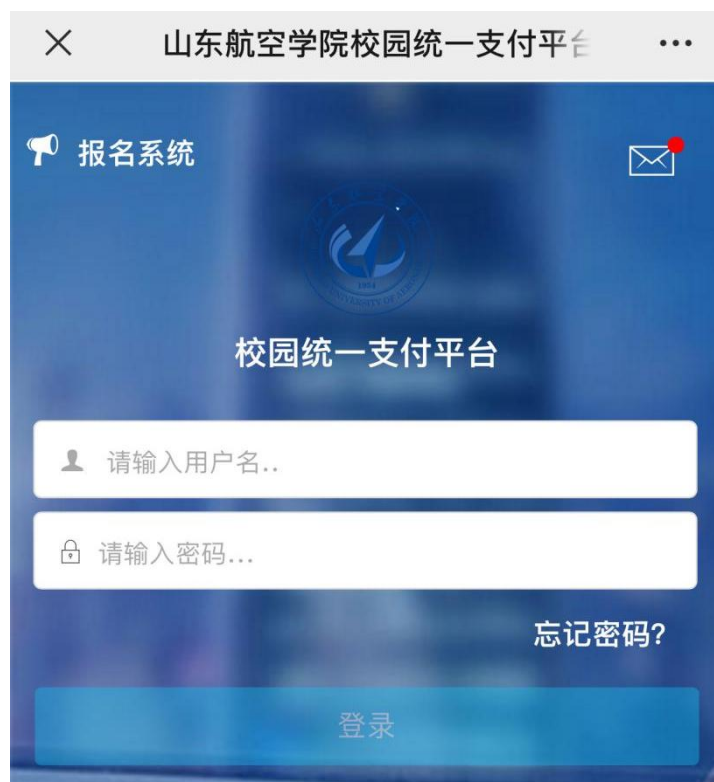 山东航空学院校园统一支付平台
报名系统
1954
校园统一支付平台
请输入用户名..
请输入密码...
忘记密码?
登录